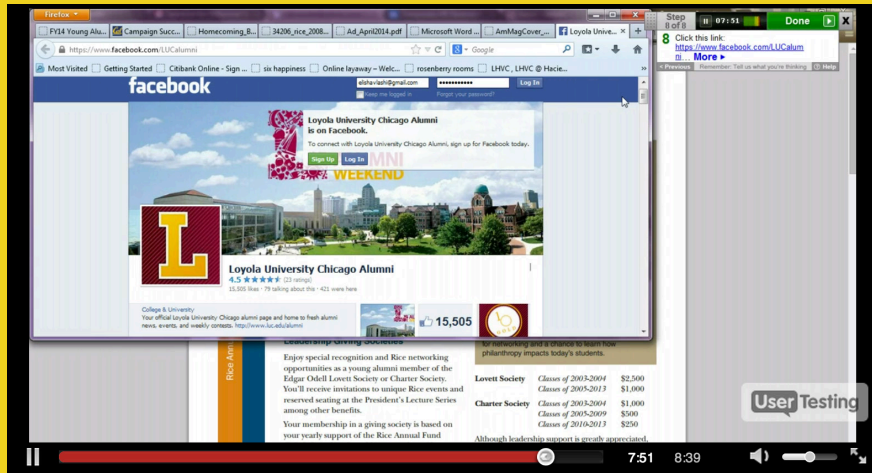 Firefox
FY14 Young Alu...
Campaign Succ...
Homecoming_B...
34206_rice_2008...
Ad_April2014.pdf
Microsoft Word ...
AmMagCover_...
Loyola Unive...
https://www.facebook.com/LUCalumni
Google
Most Visited
Getting Started
Citibank Online - Sign ...
six happiness
Online layaway – Welc...
rosenberry rooms
LHVC , LHVC @ Hacie...
facebook
elishavlashi@gmail.com
Log In
Keep me logged in
Forgot your password?
Loyola University Chicago Alumni
is on Facebook.
To connect with Loyola University Chicago Alumni, sign up for Facebook today.
Sign Up
Log In
ALUMNI
WEEKEND
L
Loyola University Chicago Alumni
4.5 ★★★★★ (23 ratings)
15,505 likes · 79 talking about this · 421 were here
College & University
Your official Loyola University Chicago alumni page and home to fresh alumni
news, events, and weekly contests. http://www.luc.edu/alumni
15,505
GOLD
Step
8 of 8
07:51
Done
X
8 Click this link:
https://www.facebook.com/LUCalum
ni... More ▸
< Previous
Remember: Tell us what you're thinking
Help
Rice Annu
Leadership Giving Societies
Enjoy special recognition and Rice networking
opportunities as a young alumni member of the
Edgar Odell Lovett Society or Charter Society.
You'll receive invitations to unique Rice events and
reserved seating at the President's Lecture Series
among other benefits.
Your membership in a giving society is based on
your yearly support of the Rice Annual Fund
for networking and a chance to learn how
philanthropy impacts today's students.
Lovett Society Classes of 2003-2004 $2,500
Classes of 2005-2013 $1,000
Charter Society Classes of 2003-2004 $1,000
Classes of 2005-2009 $500
Classes of 2010-2013 $250
Although leadership support is greatly appreciated,
User Testing
7:51
8:39